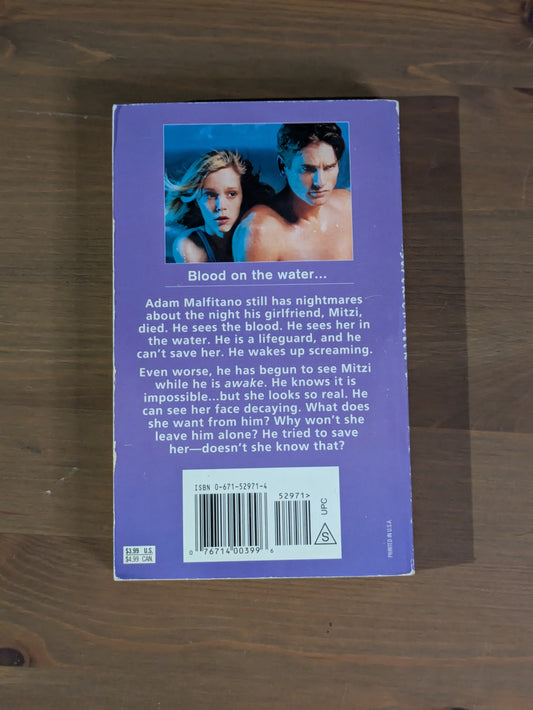 Blood on the water...
Adam Malfitano still has nightmares
about the night his girlfriend, Mitzi,
died. He sees the blood. He sees her in
the water. He is a lifeguard, and he
can't save her. He wakes up screaming.
Even worse, he has begun to see Mitzi
while he is awake. He knows it is
impossible...but she looks so real. He
can see her face decaying. What does
she want from him? Why won't she
leave him alone? He tried to save
her—doesn't she know that?
ISBN 0-671-52971-4
52971>
UPC
S
0 76714 00399 6
$3.99 U.S.
$4.99 CAN.
PRINTED IN U.S.A.